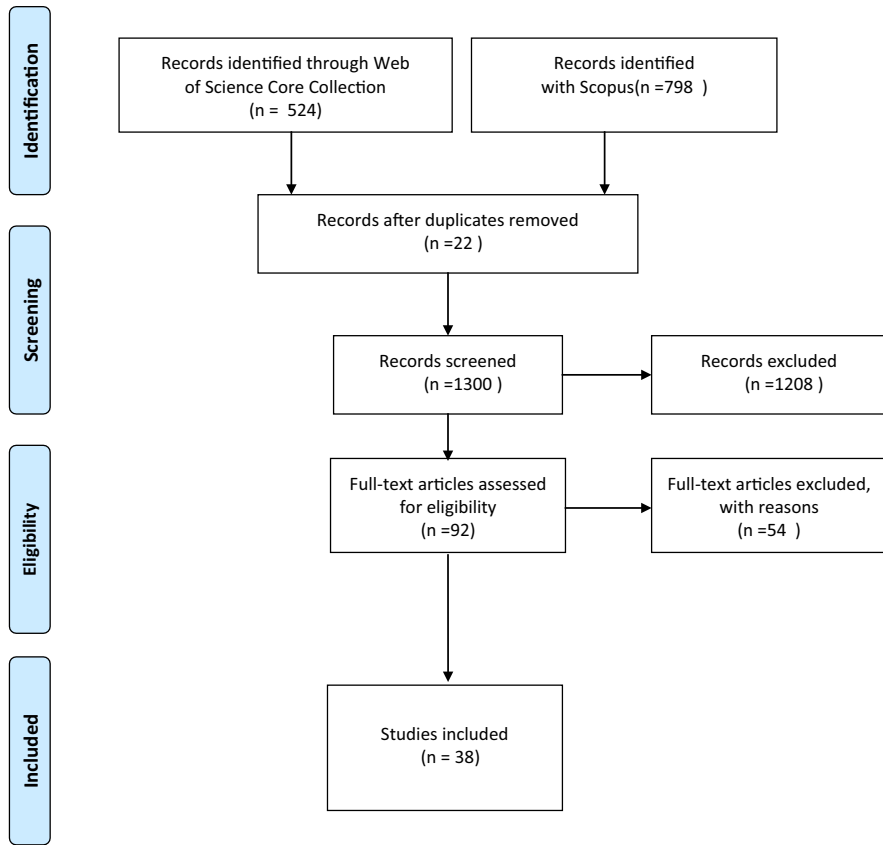 Identification
Records identified through Web
of Science Core Collection
(n = 524)
Records identified
with Scopus(n =798 )
Records after duplicates removed
(n =22 )
Screening
Records screened
(n =1300 )
Records excluded
(n =1208 )
Eligibility
Full-text articles assessed
for eligibility
(n =92)
Full-text articles excluded,
with reasons
(n =54 )
Included
Studies included
(n = 38)